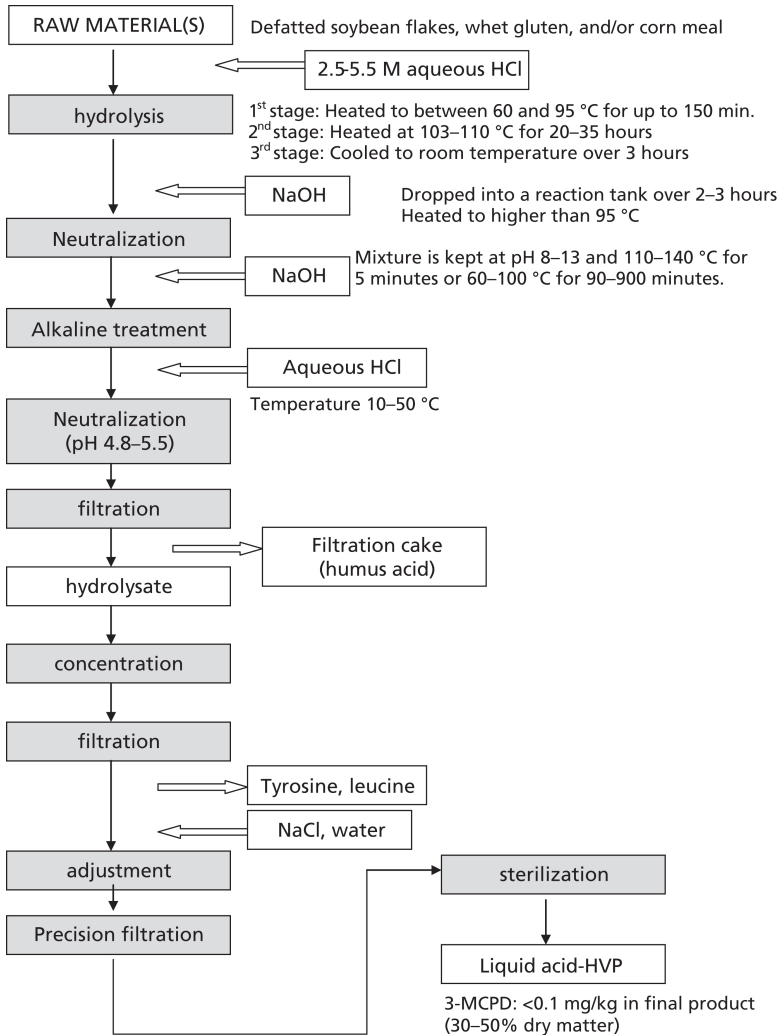 RAW MATERIAL(S)
Defatted soybean flakes, whet gluten, and/or corn meal
2.5-5.5 M aqueous HCl
hydrolysis
1st stage: Heated to between 60 and 95 °C for up to 150 min.
2nd stage: Heated at 103–110 °C for 20–35 hours
3rd stage: Cooled to room temperature over 3 hours
NaOH
Dropped into a reaction tank over 2–3 hours
Heated to higher than 95 °C
Neutralization
NaOH
Mixture is kept at pH 8–13 and 110–140 °C for
5 minutes or 60–100 °C for 90–900 minutes.
Alkaline treatment
Aqueous HCl
Temperature 10–50 °C
Neutralization
(pH 4.8–5.5)
filtration
Filtration cake
(humus acid)
hydrolysate
concentration
filtration
Tyrosine, leucine
NaCl, water
adjustment
Precision filtration
sterilization
Liquid acid-HVP
3-MCPD: <0.1 mg/kg in final product
(30–50% dry matter)